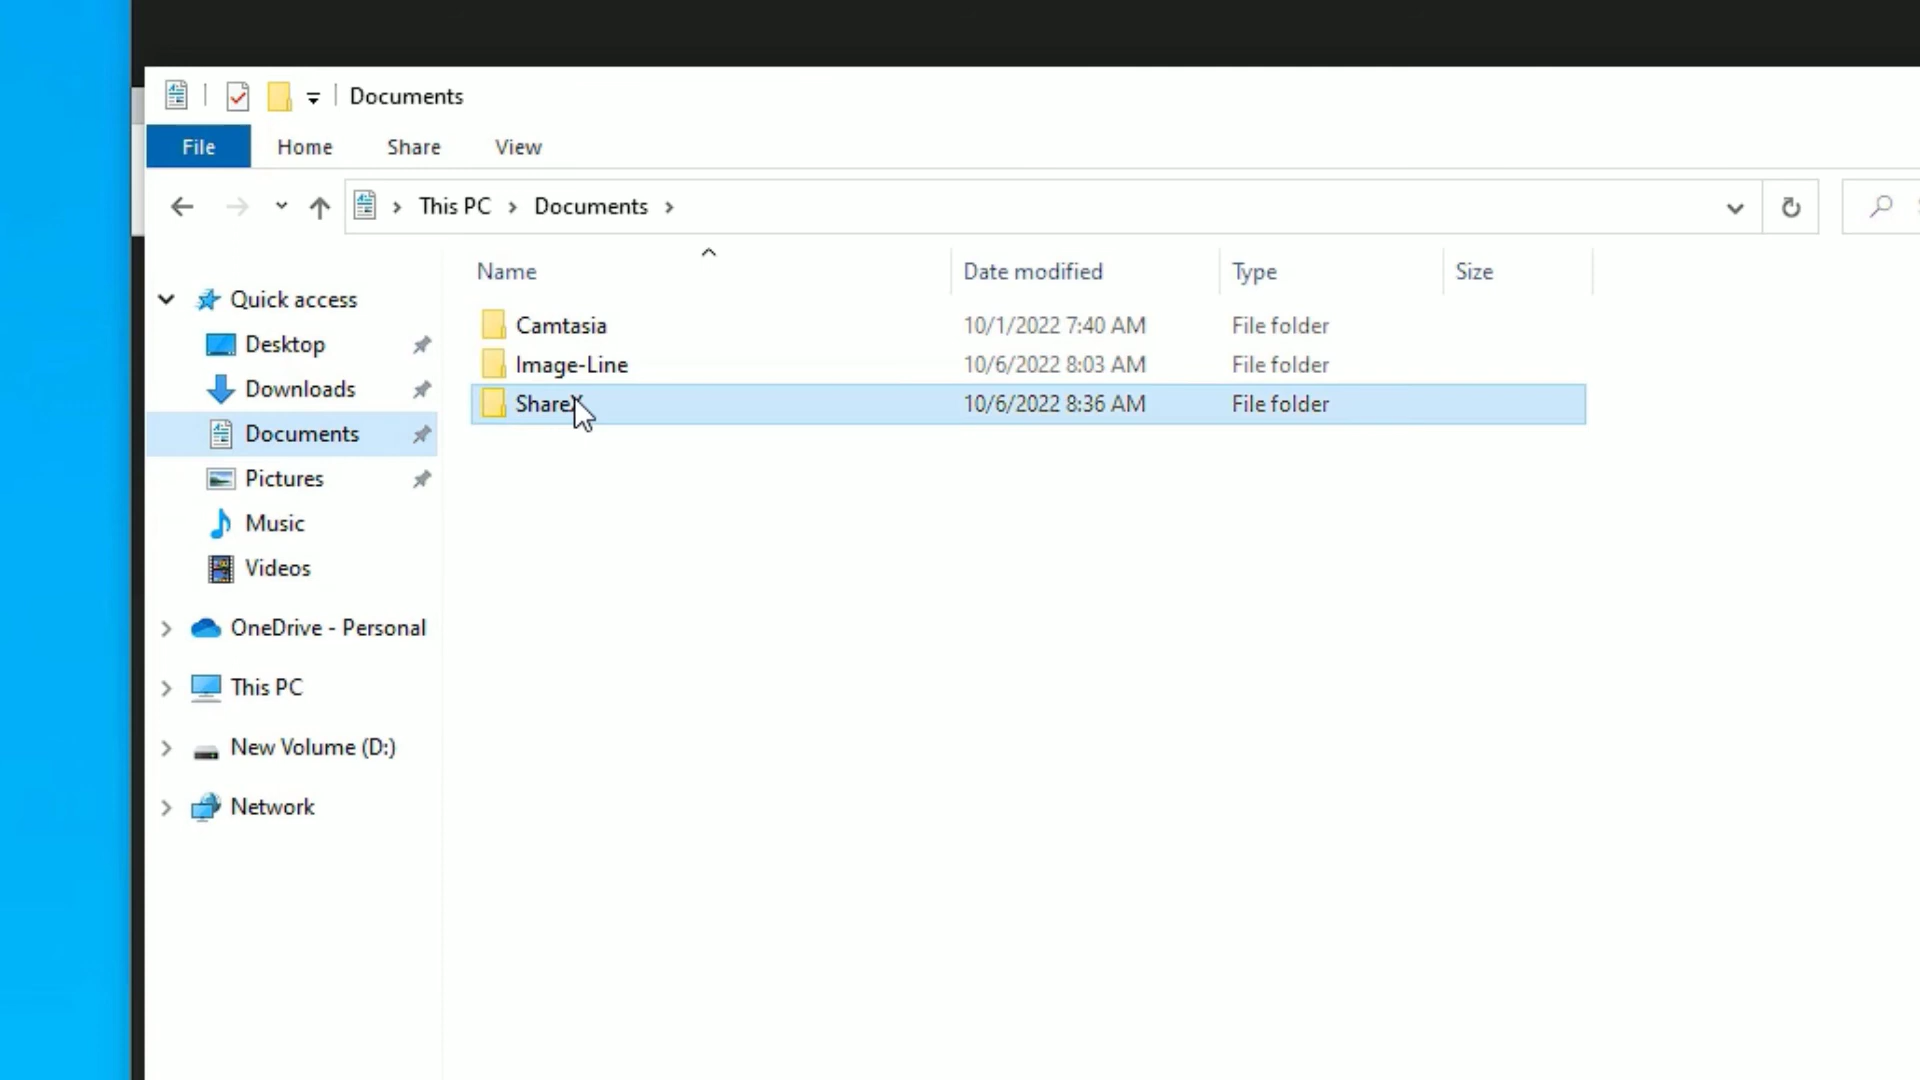 Documents
File Home Share View
This PC Documents
Name Date modified Type Size
Quick access
Desktop
Downloads
Documents
Pictures
Music
Videos
OneDrive - Personal
This PC
New Volume (D:)
Network
Camtasia 10/1/2022 7:40 AM File folder
Image-Line 10/6/2022 8:03 AM File folder
ShareX 10/6/2022 8:36 AM File folder